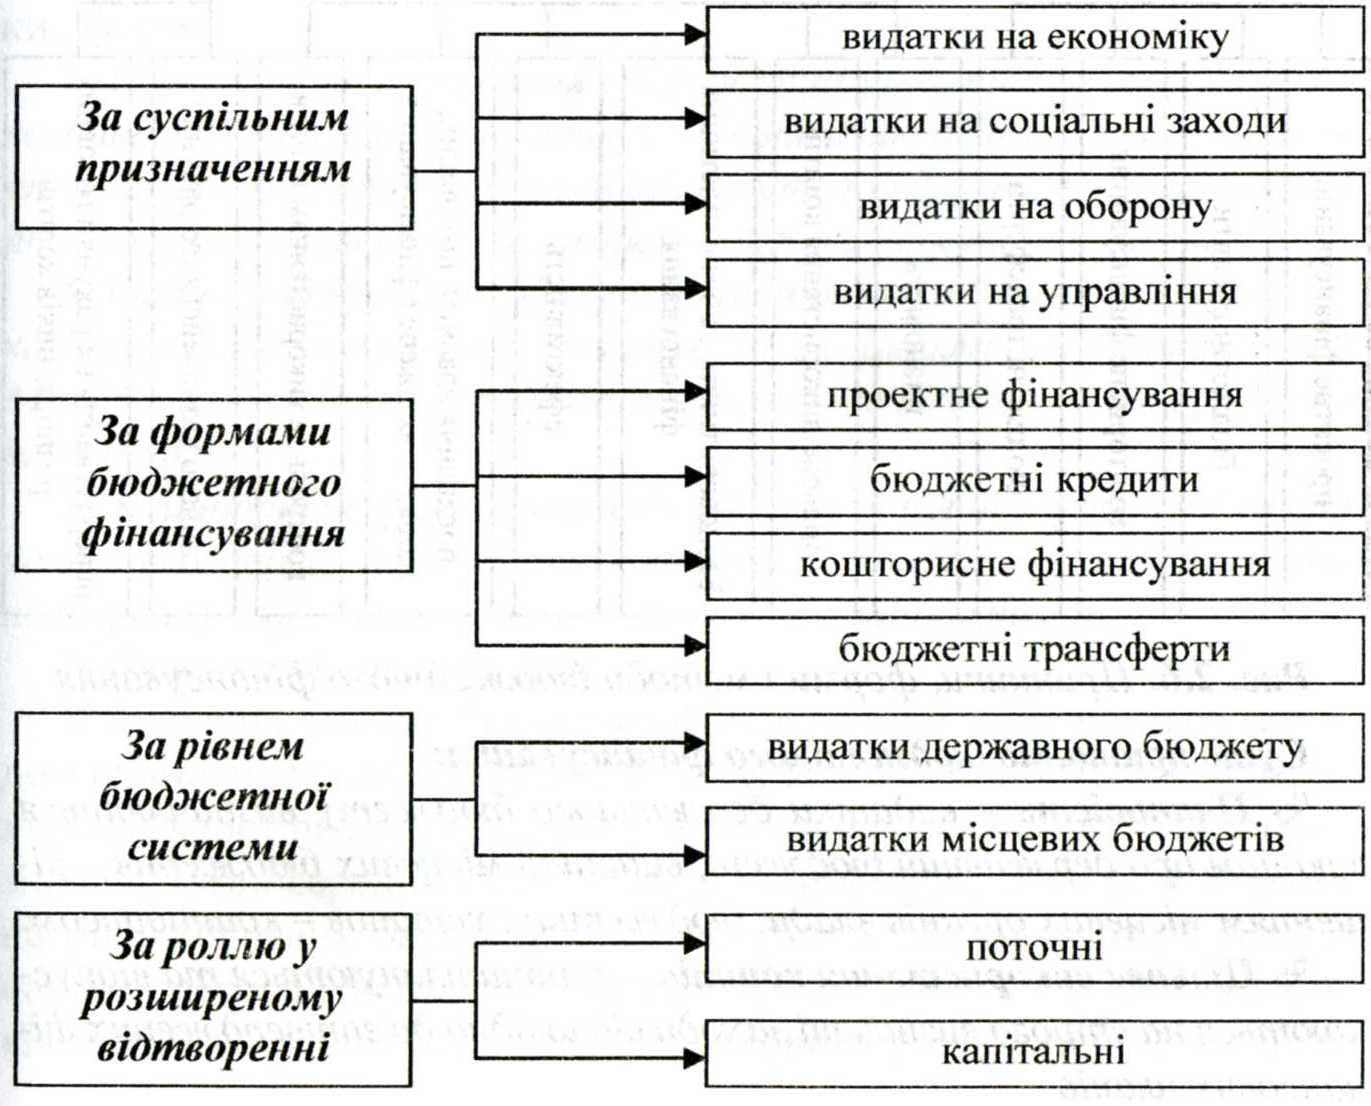 За суспільним
призначенням
видатки на економіку
видатки на соціальні заходи
видатки на оборону
видатки на управління
За формами
бюджетного
фінансування
проектне фінансування
бюджетні кредити
кошторисне фінансування
бюджетні трансферти
За рівнем
бюджетної
системи
видатки державного бюджету
видатки місцевих бюджетів
За роллю у
розширеному
відтворенні
поточні
капітальні